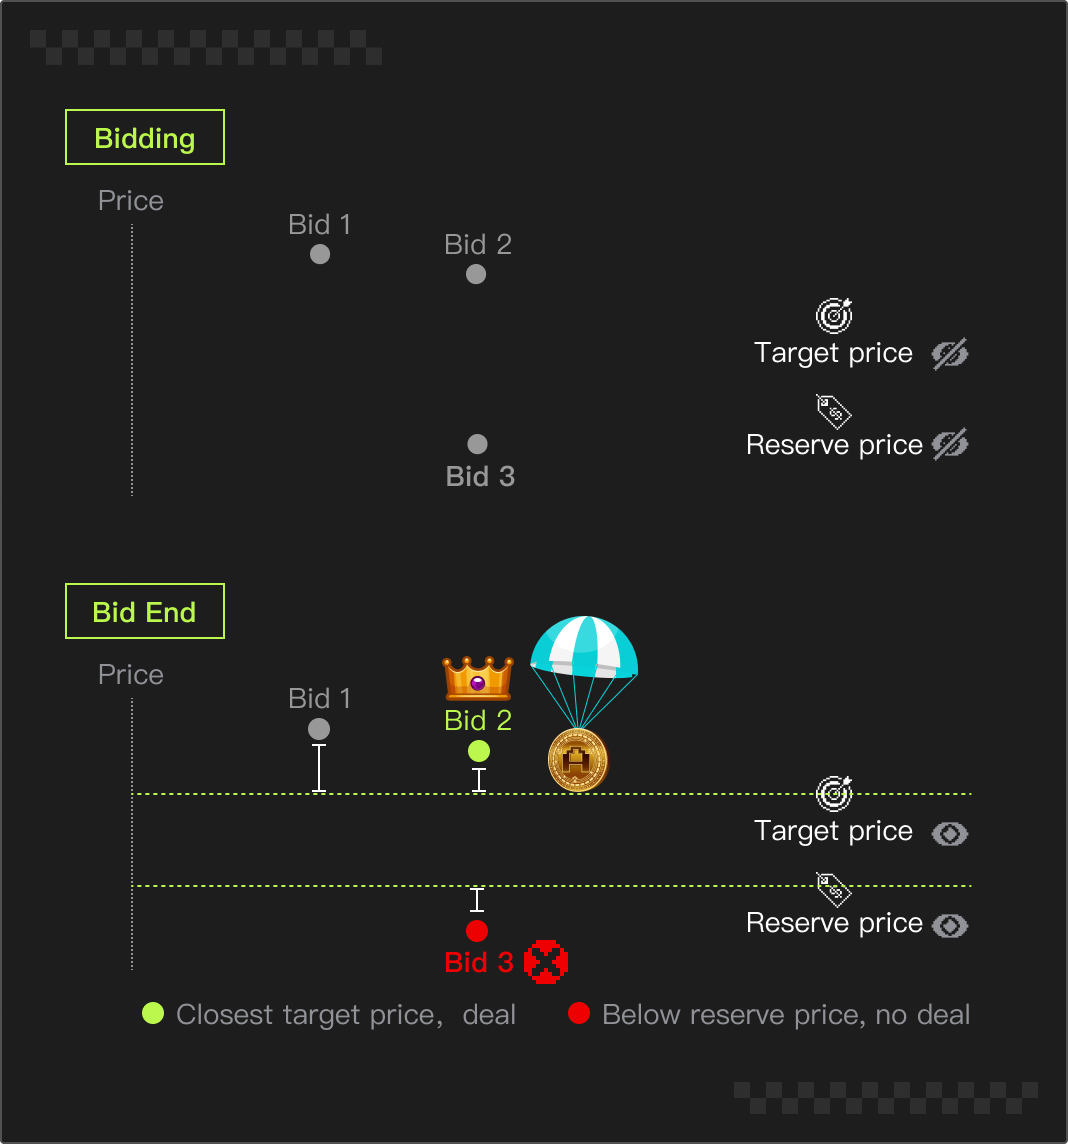 Bidding
Price
Bid 1
Bid 2
Target price
Reserve price
Bid 3
Bid End
Price
Bid 1
Bid 2
Target price
Reserve price
Bid 3
Closest target price, deal
Below reserve price, no deal